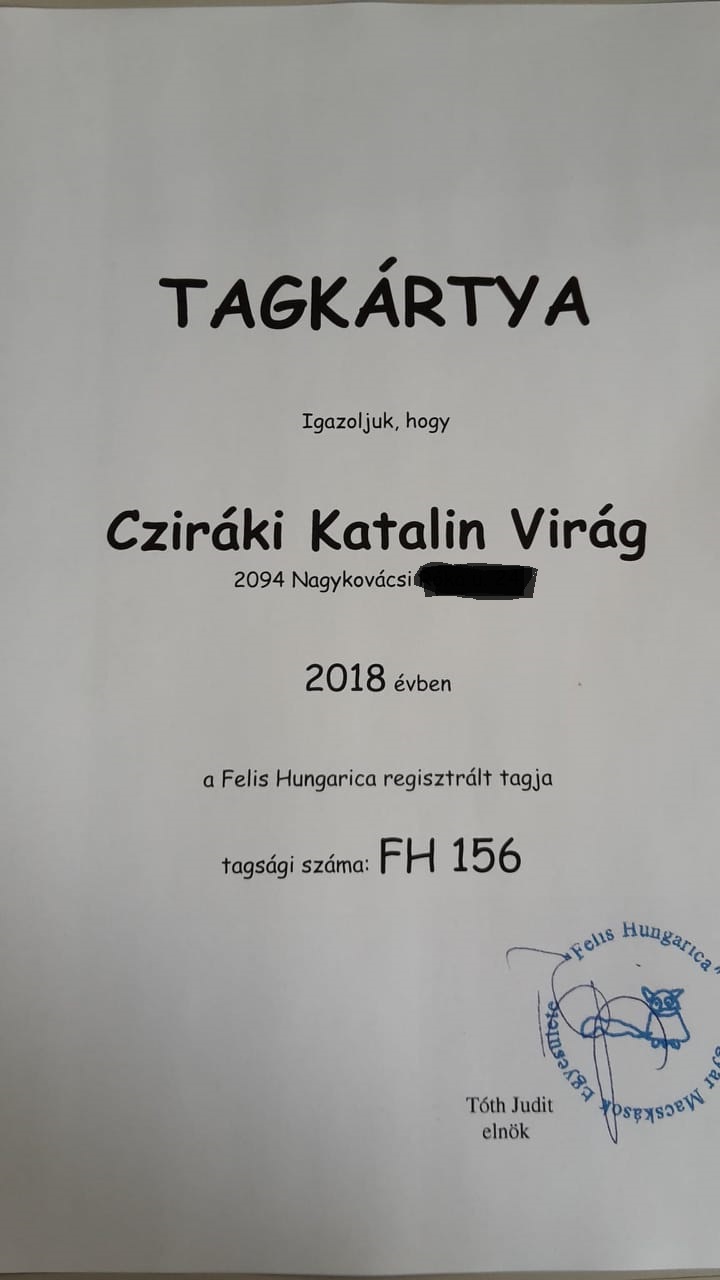 TAGKÁRTYA
Igazoljuk, hogy
Cziráki Katalin Virág
2094 Nagykovácsi
2018 évben
a Felis Hungarica regisztrált tagja
tagsági száma: FH 156
"Felis Hungarica"
Macskások Egyesülete
Tóth Judit
elnök